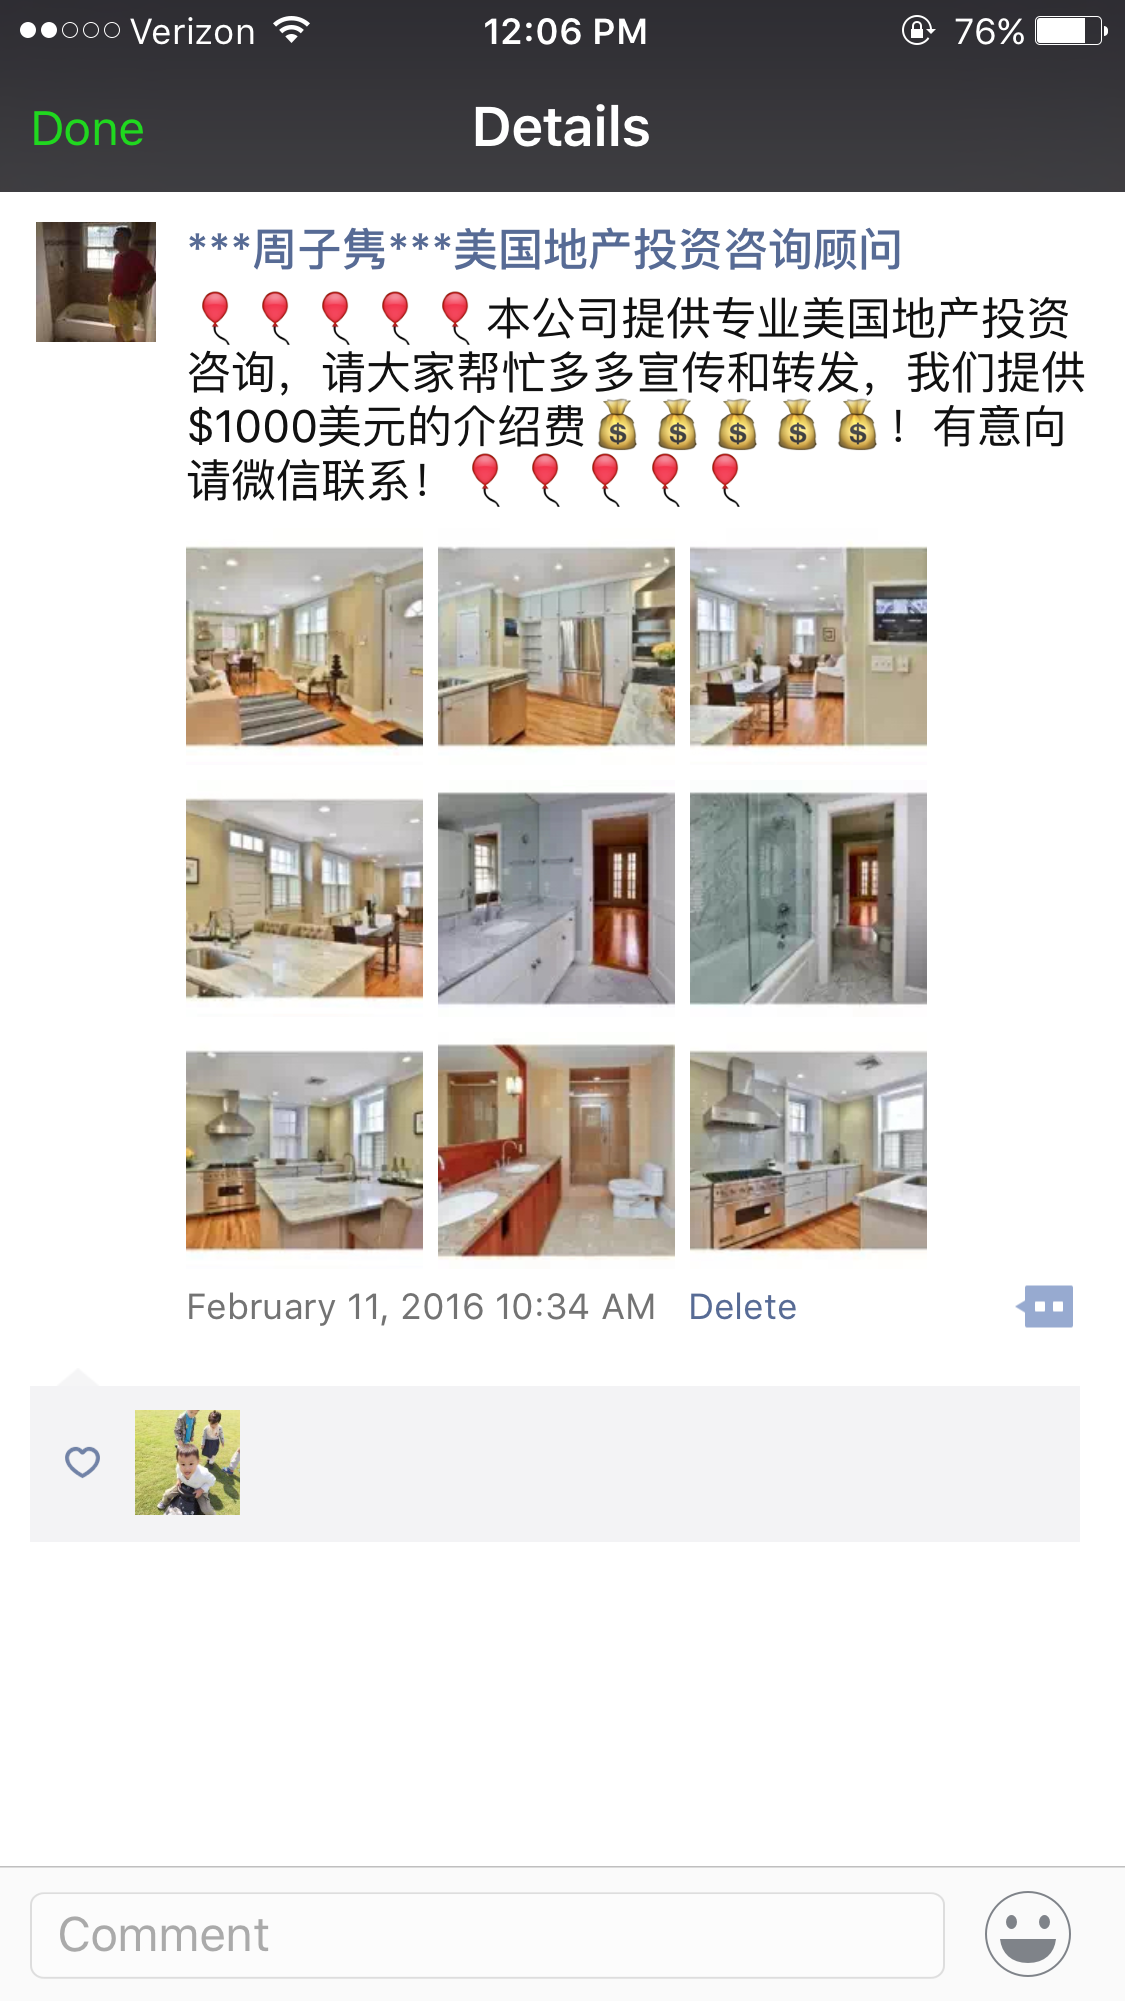 Verizon 12:06 PM 76%
Done Details
***周子隽***美国地产投资咨询顾问
🎈🎈🎈🎈🎈本公司提供专业美国地产投资
咨询，请大家帮忙多多宣传和转发，我们提供
$1000美元的介绍费💰💰💰💰💰！有意向
请微信联系！🎈🎈🎈🎈🎈
February 11, 2016 10:34 AM Delete
Comment